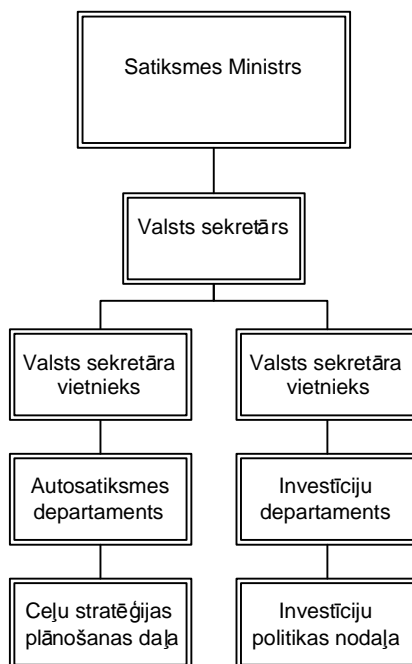 Satiksmes Ministrs
Valsts sekretārs
Valsts sekretāra
vietnieks
Valsts sekretāra
vietnieks
Autosatiksmes
departaments
Investīciju
departaments
Ceļu stratēģijas
plānošanas daļa
Investīciju
politikas nodaļa